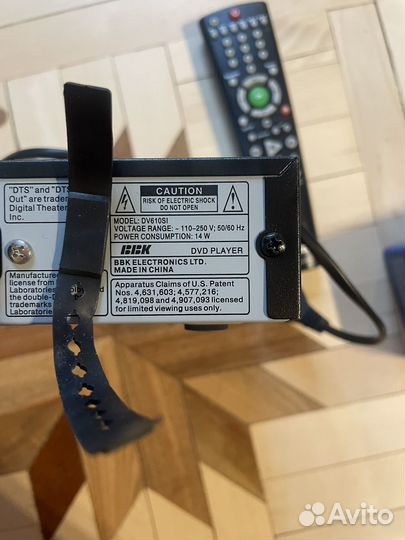 "DTS" and "DTS
Out" are tradem
Digital Theater
Inc.
CAUTION
RISK OF ELECTRIC SHOCK
DO NOT OPEN
MODEL: DV610SI
VOLTAGE RANGE: ~ 110-250 V; 50/60 Hz
POWER CONSUMPTION: 14 W
BBK DVD PLAYER
BBK ELECTRONICS LTD.
MADE IN CHINA
Manufactured
license from
Laboratories
the double-D
trademarks
Laboratories
Apparatus Claims of U.S. Patent
Nos. 4,631,603; 4,577,216;
4,819,098 and 4,907,093 licensed
for limited viewing uses only.
Avito